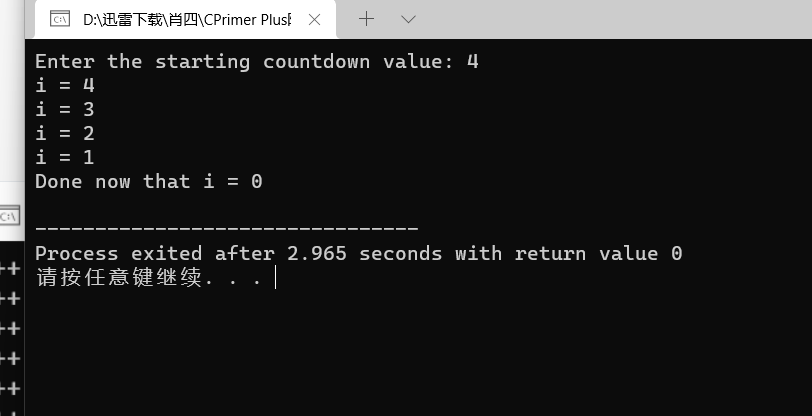 D:\迅雷下载\肖四\CPrimer Plus
Enter the starting countdown value: 4
i = 4
i = 3
i = 2
i = 1
Done now that i = 0
--------------------------------
Process exited after 2.965 seconds with return value 0
请按任意键继续. . .
++
++
++
++
++